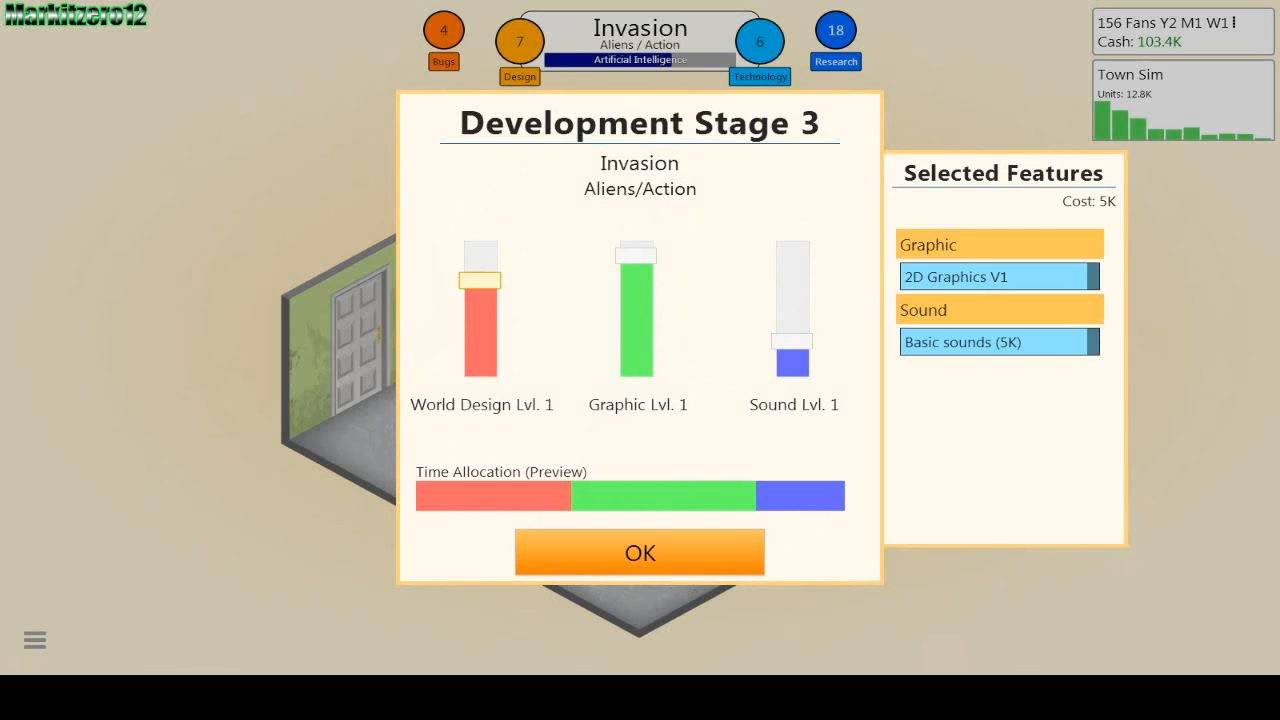 Markitzero12
4
Bugs
7
Design
Invasion
Aliens / Action
Artificial Intelligence
6
Technology
18
Research
156 Fans Y2 M1 W1
Cash: 103.4K
Town Sim
Units: 12.8K
Development Stage 3
Invasion
Aliens/Action
World Design Lvl. 1
Graphic Lvl. 1
Sound Lvl. 1
Time Allocation (Preview)
OK
Selected Features
Cost: 5K
Graphic
2D Graphics V1
Sound
Basic sounds (5K)